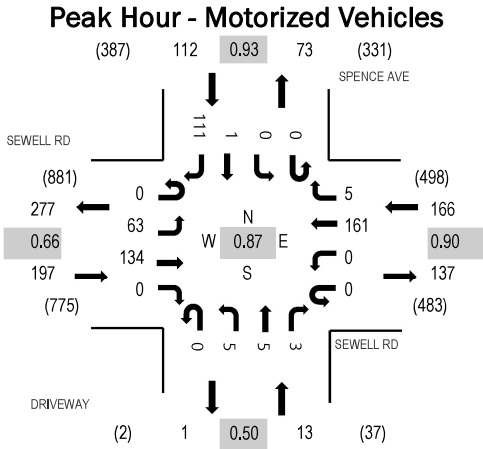 Peak Hour - Motorized Vehicles
(387) 112 0.93 73 (331)
SPENCE AVE
111 1 0 0
SEWELL RD
(881) (498)
0 5
277 166
63 161
N
0.66 W 0.87 E 0.90
134 0
S
197 137
0 0
(775) (483)
0 5 5 3
SEWELL RD
DRIVEWAY
(2) 1 0.50 13 (37)